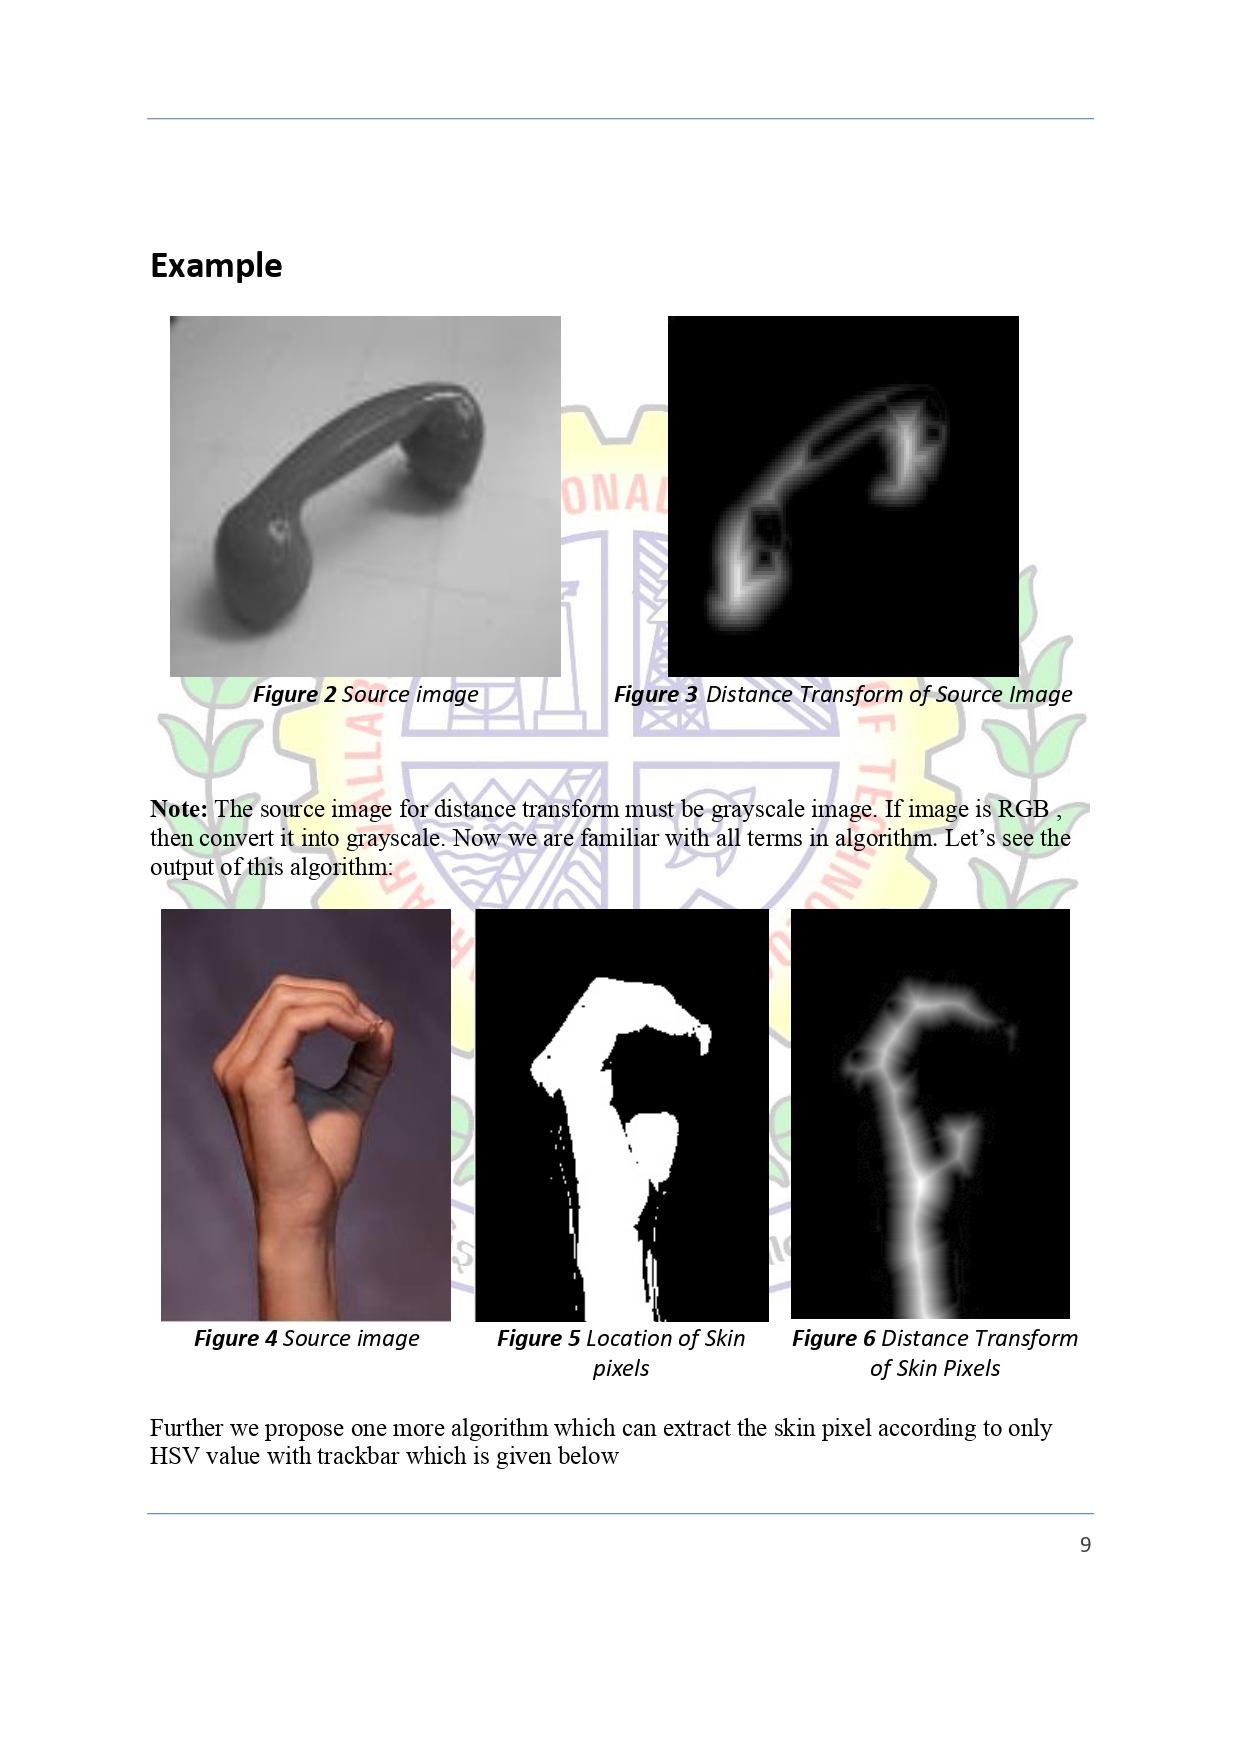 Example
Figure 2 Source image
Figure 3 Distance Transform of Source Image
Note: The source image for distance transform must be grayscale image. If image is RGB ,
then convert it into grayscale. Now we are familiar with all terms in algorithm. Let’s see the
output of this algorithm:
Figure 4 Source image
Figure 5 Location of Skin
pixels
Figure 6 Distance Transform
of Skin Pixels
Further we propose one more algorithm which can extract the skin pixel according to only
HSV value with trackbar which is given below
9